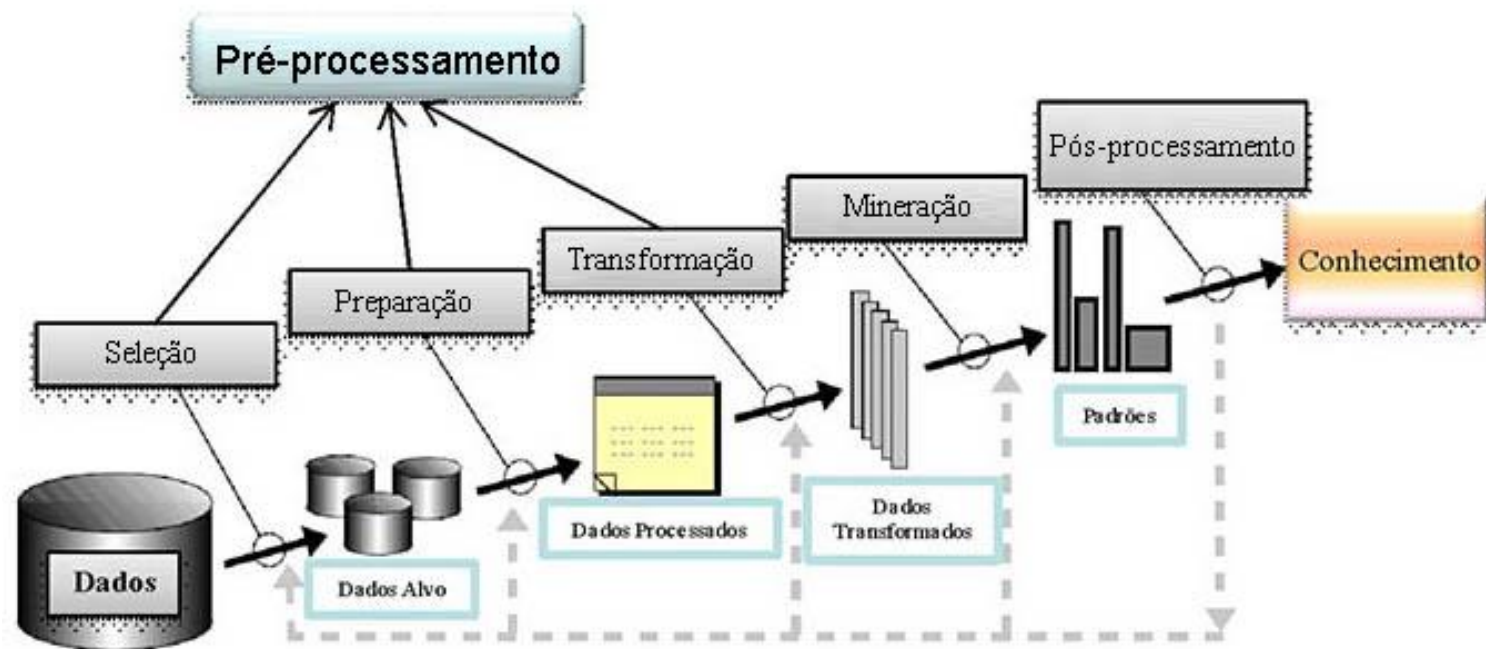 Pré-processamento
Pós-processamento
Mineração
Transformação
Conhecimento
Preparação
Seleção
Padrões
Dados
Transformados
Dados Processados
Dados
Dados Alvo